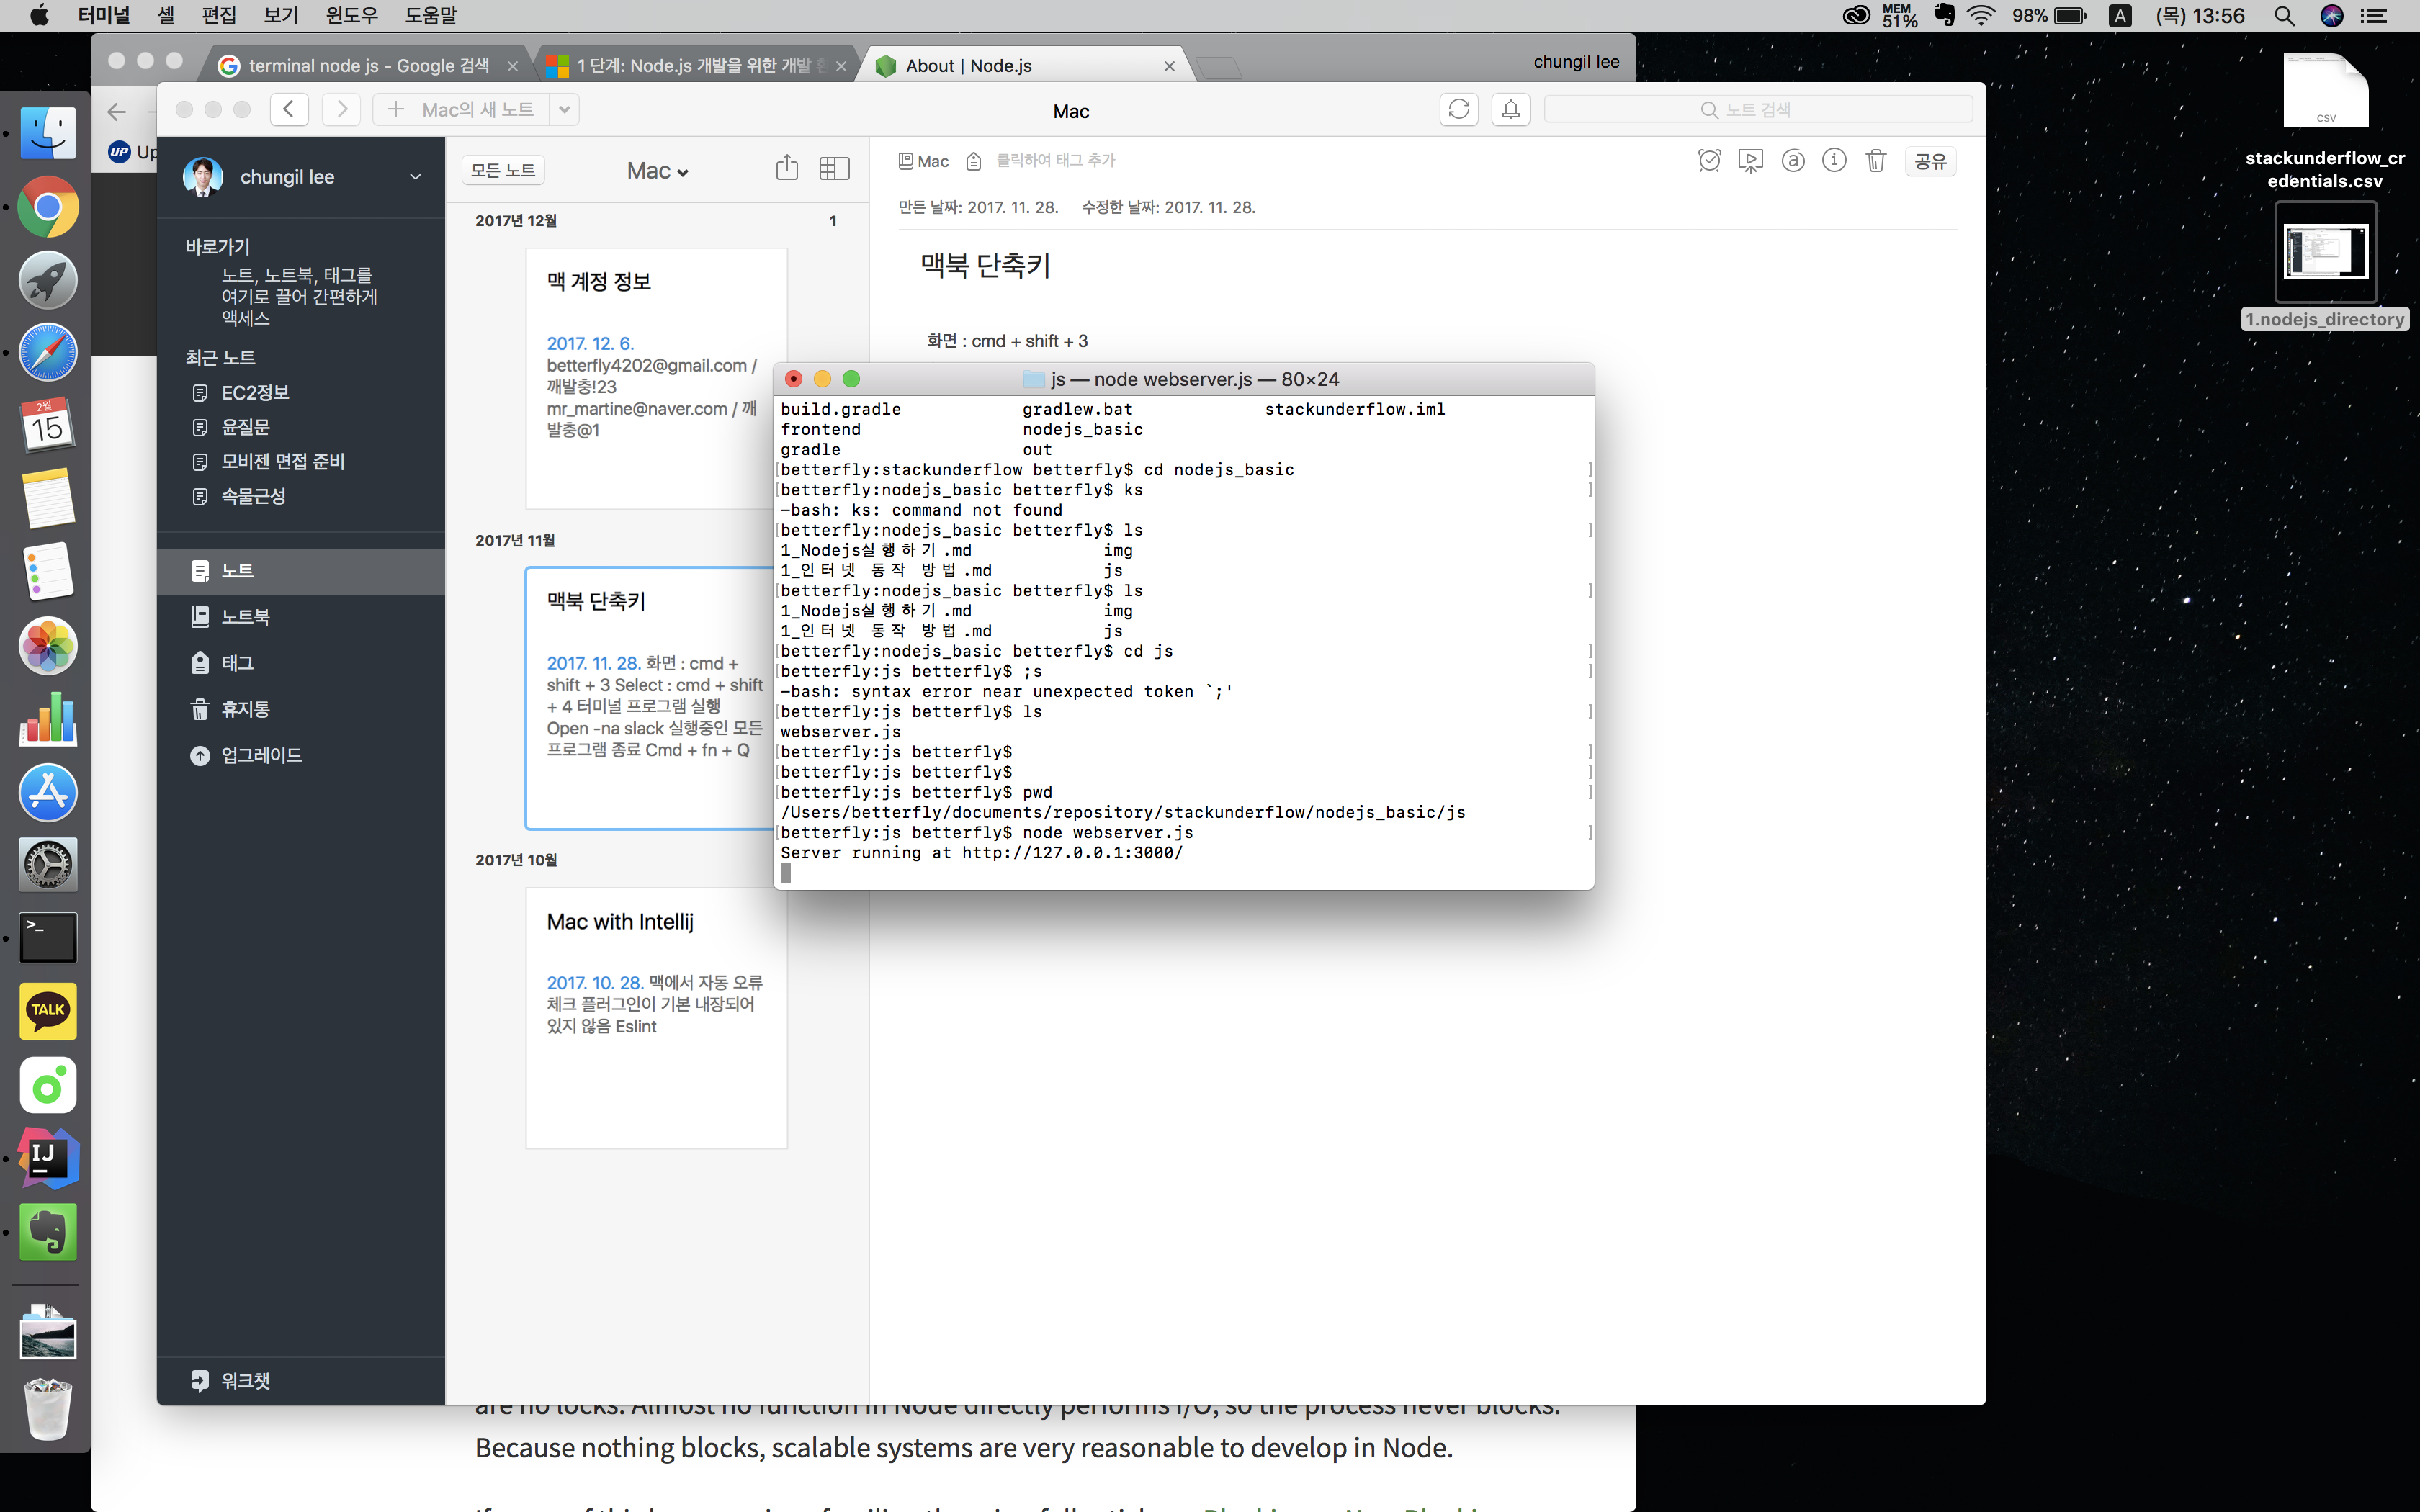 터미널 셸 편집 보기 윈도우 도움말
MEM 51% 98% A (목) 13:56
terminal node js - Google 검색
1 단계: Node.js 개발을 위한 개발 환
About | Node.js
chungil lee
Mac의 새 노트
Mac
노트 검색
UP Up
chungil lee
바로가기
노트, 노트북, 태그를
여기로 끌어 간편하게
액세스
최근 노트
EC2정보
윤질문
모비젠 면접 준비
속물근성
노트
노트북
태그
휴지통
업그레이드
워크챗
모든 노트
Mac
2017년 12월 1
맥 계정 정보
2017. 12. 6.
betterfly4202@gmail.com /
깨발충!23
mr_martine@naver.com / 깨
발충@1
2017년 11월
맥북 단축키
2017. 11. 28. 화면 : cmd +
shift + 3 Select : cmd + shift
+ 4 터미널 프로그램 실행
Open -na slack 실행중인 모든
프로그램 종료 Cmd + fn + Q
2017년 10월
Mac with Intellij
2017. 10. 28. 맥에서 자동 오류
체크 플러그인이 기본 내장되어
있지 않음 Eslint
Mac 클릭하여 태그 추가
공유
만든 날짜: 2017. 11. 28. 수정한 날짜: 2017. 11. 28.
맥북 단축키
화면 : cmd + shift + 3
js — node webserver.js — 80×24
build.gradle gradlew.bat stackunderflow.iml
frontend nodejs_basic
gradle out
[betterfly:stackunderflow betterfly$ cd nodejs_basic ]
[betterfly:nodejs_basic betterfly$ ks ]
-bash: ks: command not found
[betterfly:nodejs_basic betterfly$ ls ]
1_Nodejs실행하기.md img
1_인터넷 동작 방법.md js
[betterfly:nodejs_basic betterfly$ ls ]
1_Nodejs실행하기.md img
1_인터넷 동작 방법.md js
[betterfly:nodejs_basic betterfly$ cd js ]
[betterfly:js betterfly$ ;s ]
-bash: syntax error near unexpected token `;'
[betterfly:js betterfly$ ls ]
webserver.js
[betterfly:js betterfly$ ]
[betterfly:js betterfly$ ]
[betterfly:js betterfly$ pwd ]
/Users/betterfly/documents/repository/stackunderflow/nodejs_basic/js
[betterfly:js betterfly$ node webserver.js ]
Server running at http://127.0.0.1:3000/
are no locks. Almost no function in Node directly performs I/O, so the process never blocks.
Because nothing blocks, scalable systems are very reasonable to develop in Node.
csv
stackunderflow_cr
edentials.csv
1.nodejs_directory
2월
15
>_
TALK
IJ